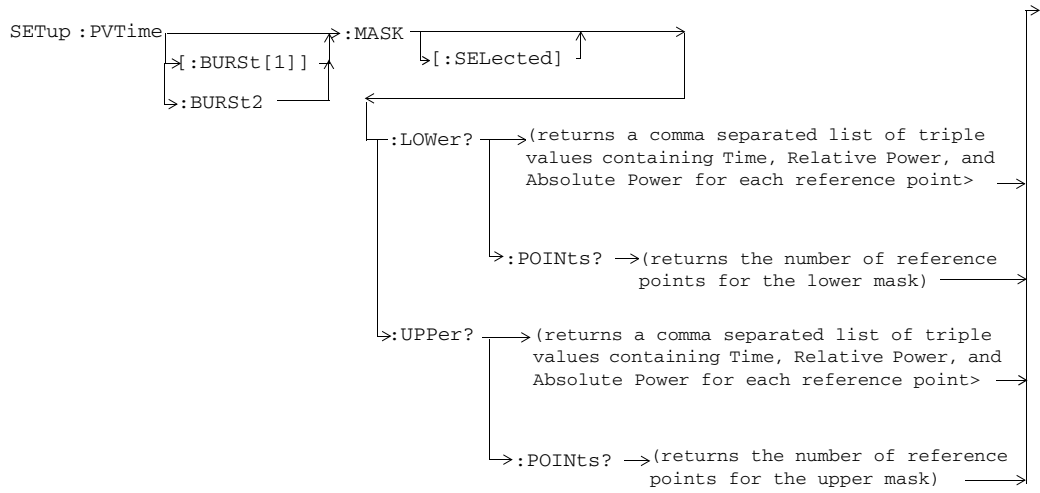 SETup :PVTime :MASK
[:BURSt[1]] [:SELected]
:BURSt2
:LOWer? (returns a comma separated list of triple
values containing Time, Relative Power, and
Absolute Power for each reference point>
:POINts? (returns the number of reference
points for the lower mask)
:UPPer? (returns a comma separated list of triple
values containing Time, Relative Power, and
Absolute Power for each reference point>
:POINts? (returns the number of reference
points for the upper mask)